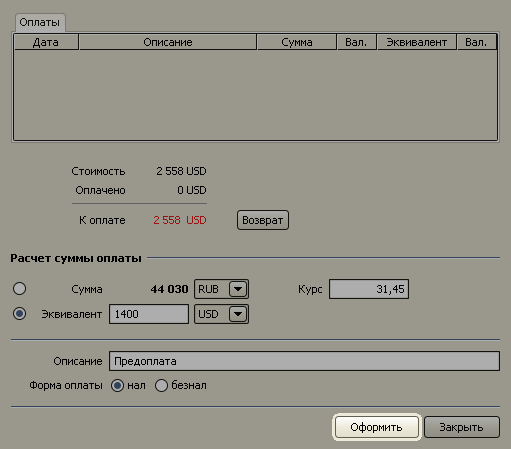 Оплаты
Дата Описание Сумма Вал. Эквивалент Вал.
Стоимость 2 558 USD
Оплачено 0 USD
К оплате 2 558 USD Возврат
Расчет суммы оплаты
Сумма 44 030 RUB Курс 31,45
Эквивалент 1400 USD
Описание Предоплата
Форма оплаты нал безнал
Оформить Закрыть